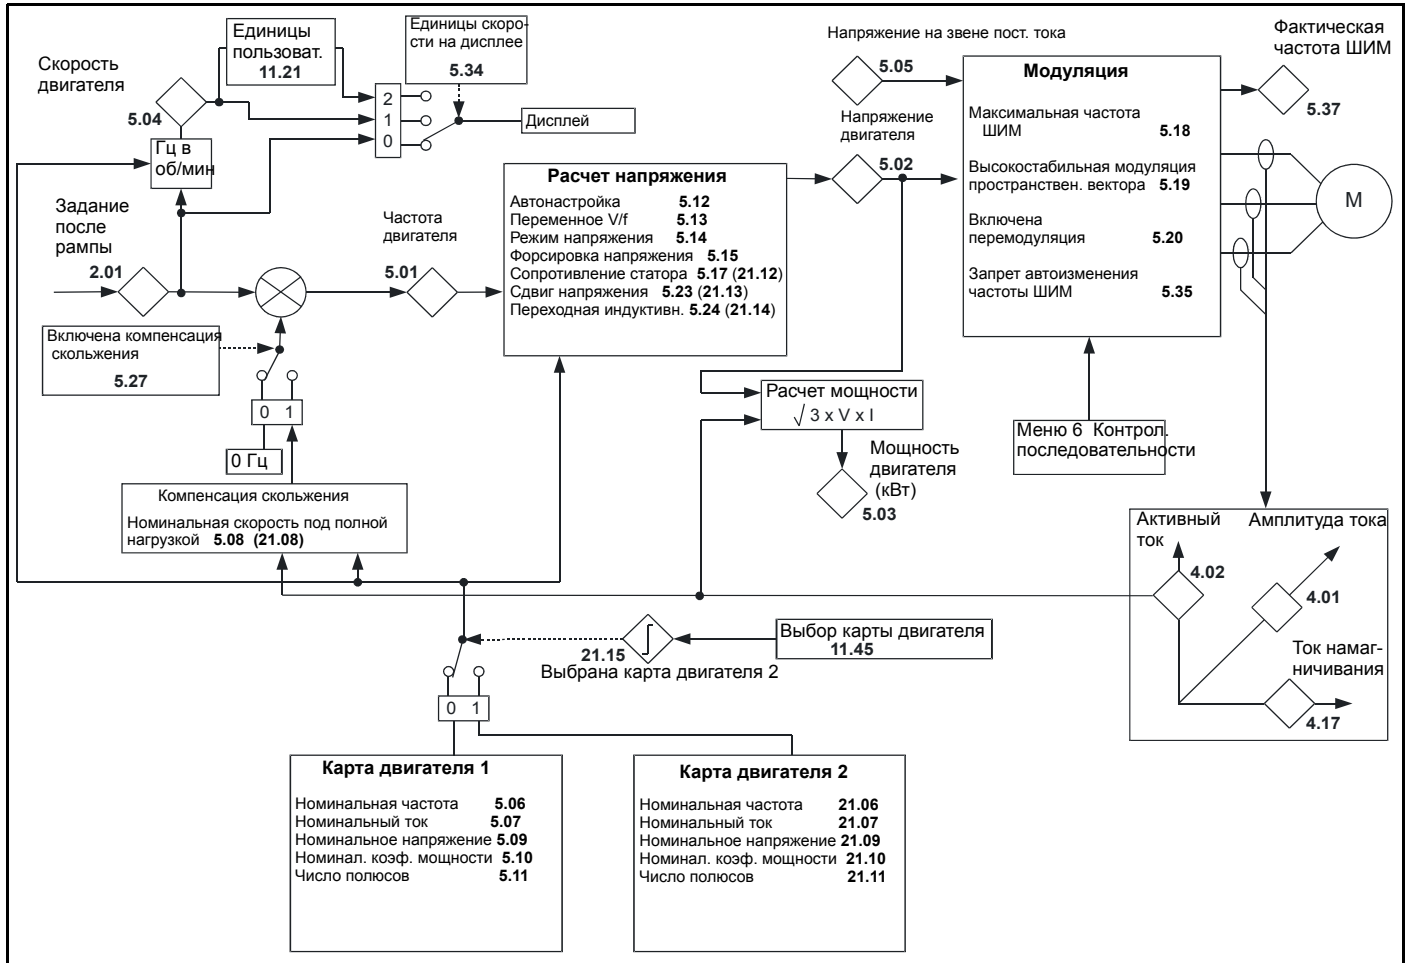 Скорость
двигателя
5.04
Единицы
пользоват.
11.21
Единицы скоро-
сти на дисплее
5.34
2
1
0
Дисплей
Гц в
об/мин
Напряжение на звене пост. тока
5.05
Напряжение
двигателя
5.02
Фактическая
частота ШИМ
5.37
Модуляция
Максимальная частота
ШИМ 5.18
Высокостабильная модуляция
пространствен. вектора 5.19
Включена
перемодуляция 5.20
Запрет автоизменения
частоты ШИМ 5.35
M
Задание
после
рампы
2.01
Частота
двигателя
5.01
Расчет напряжения
Автонастройка 5.12
Переменное V/f 5.13
Режим напряжения 5.14
Форсировка напряжения 5.15
Сопротивление статора 5.17 (21.12)
Сдвиг напряжения 5.23 (21.13)
Переходная индуктивн. 5.24 (21.14)
Включена компенсация
скольжения
5.27
0 1
0 Гц
Компенсация скольжения
Номинальная скорость под полной
нагрузкой 5.08 (21.08)
Расчет мощности
√ 3 x V x I
Мощность
двигателя
(кВт)
5.03
Меню 6 Контрол.
последовательности
Активный
ток
4.02
Амплитуда тока
4.01
Ток намаг-
ничивания
4.17
Выбор карты двигателя
11.45
21.15
Выбрана карта двигателя 2
0 1
Карта двигателя 1
Номинальная частота 5.06
Номинальный ток 5.07
Номинальное напряжение 5.09
Номинал. коэф. мощности 5.10
Число полюсов 5.11
Карта двигателя 2
Номинальная частота 21.06
Номинальный ток 21.07
Номинальное напряжение 21.09
Номинал. коэф. мощности 21.10
Число полюсов 21.11